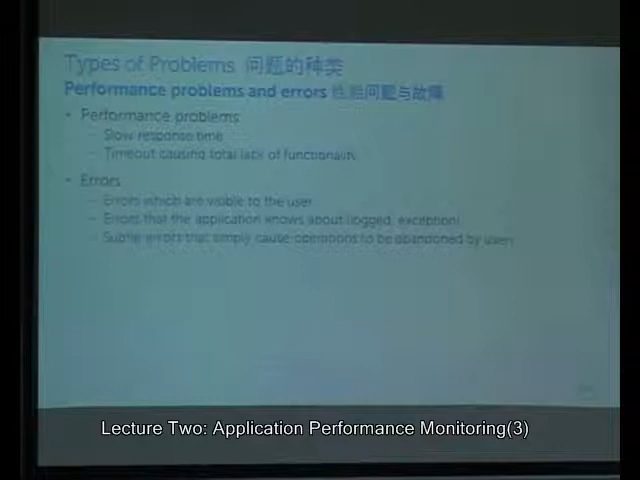 Types of Problems 问题的种类
Performance problems and errors 性能问题与故障
• Performance problems
– Slow response time
– Timeout causing total lack of functionality
• Errors
– Errors which are visible to the user
– Errors that the application knows about (logged, exception)
– Subtle errors that simply cause operations to be abandoned by users
Lecture Two: Application Performance Monitoring(3)